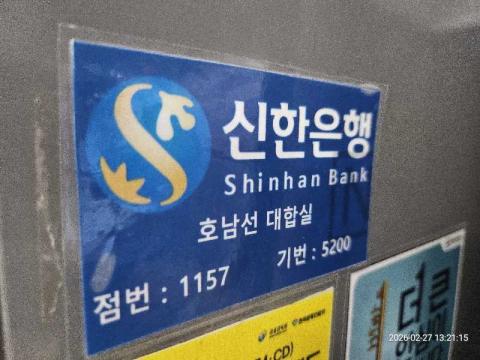 신한은행
Shinhan Bank
호남선 대합실
점번 : 1157
기번 : 5200
CD)
2026-02-27 13:21:15